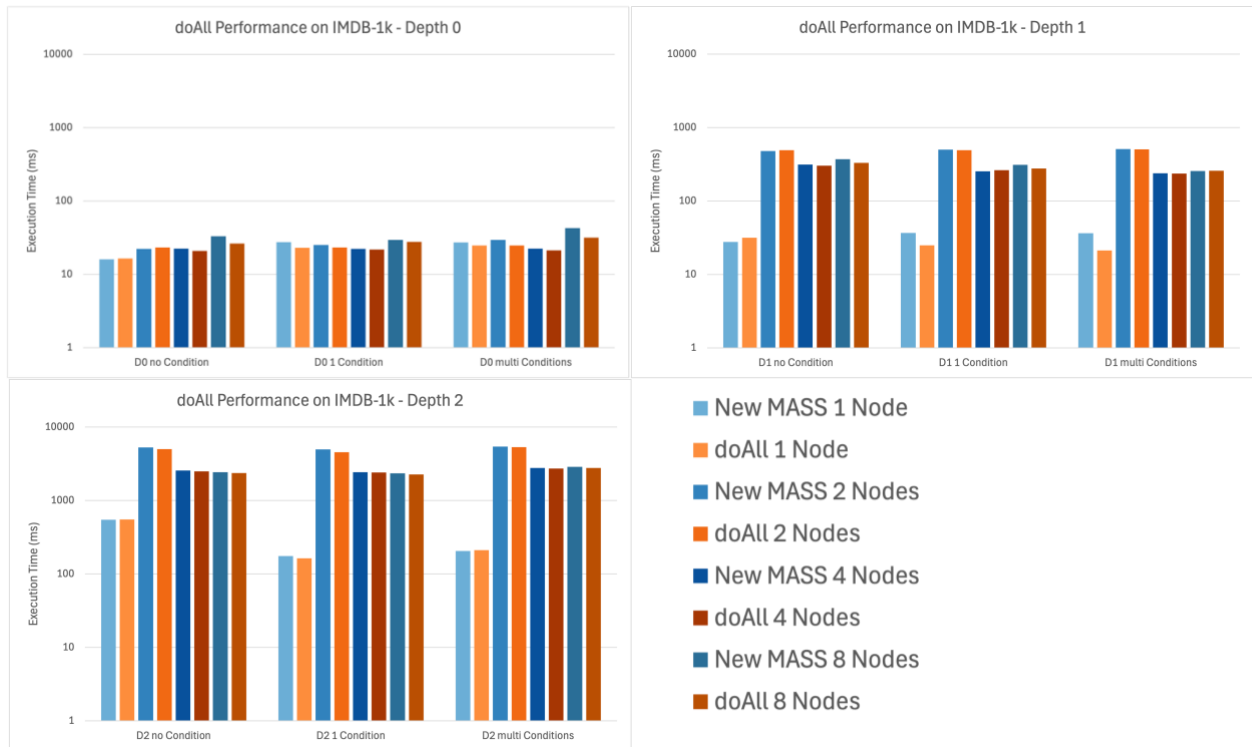 doAll Performance on IMDB-1k - Depth 0
10000
1000
100
10
1
Execution Time (ms)
D0 no Condition
D0 1 Condition
D0 multi Conditions
doAll Performance on IMDB-1k - Depth 1
10000
1000
100
10
1
Execution Time (ms)
D1 no Condition
D1 1 Condition
D1 multi Conditions
doAll Performance on IMDB-1k - Depth 2
10000
1000
100
10
1
Execution Time (ms)
D2 no Condition
D2 1 Condition
D2 multi Conditions
New MASS 1 Node
doAll 1 Node
New MASS 2 Nodes
doAll 2 Nodes
New MASS 4 Nodes
doAll 4 Nodes
New MASS 8 Nodes
doAll 8 Nodes